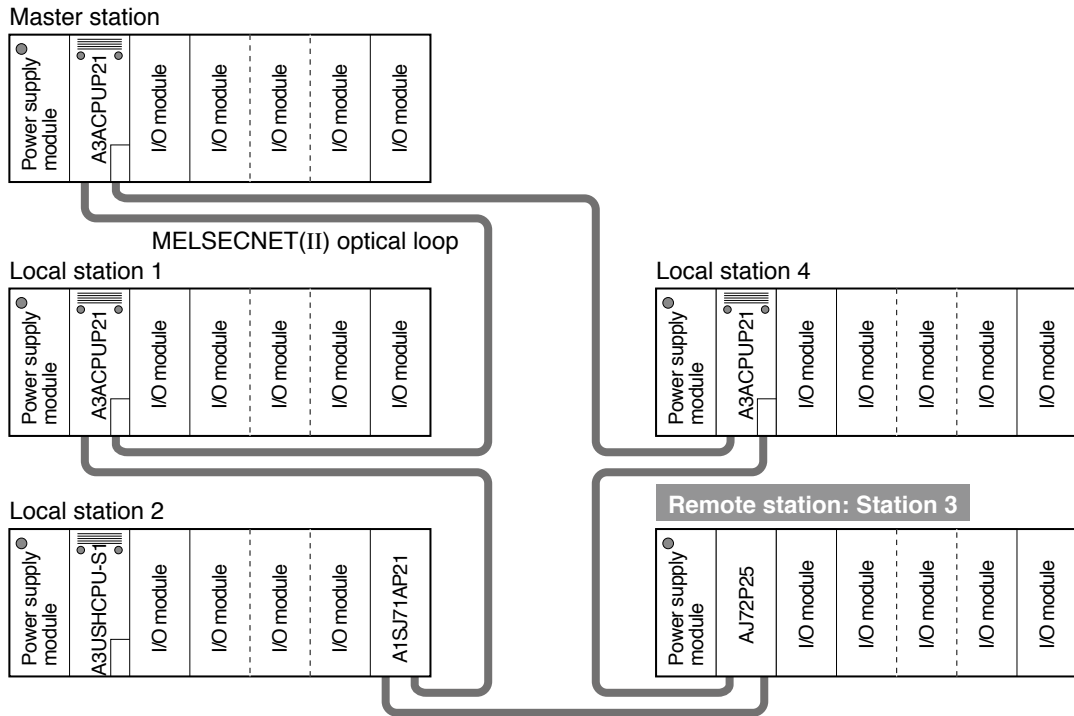 Master station
Power supply
module
A3ACPUP21
I/O module
I/O module
I/O module
I/O module
I/O module
MELSECNET(II) optical loop
Local station 1
Power supply
module
A3ACPUP21
I/O module
I/O module
I/O module
I/O module
I/O module
Local station 4
Power supply
module
A3ACPUP21
I/O module
I/O module
I/O module
I/O module
I/O module
Local station 2
Power supply
module
A3USHCPU-S1
I/O module
I/O module
I/O module
I/O module
A1SJ71AP21
Remote station: Station 3
Power supply
module
AJ72P25
I/O module
I/O module
I/O module
I/O module
I/O module